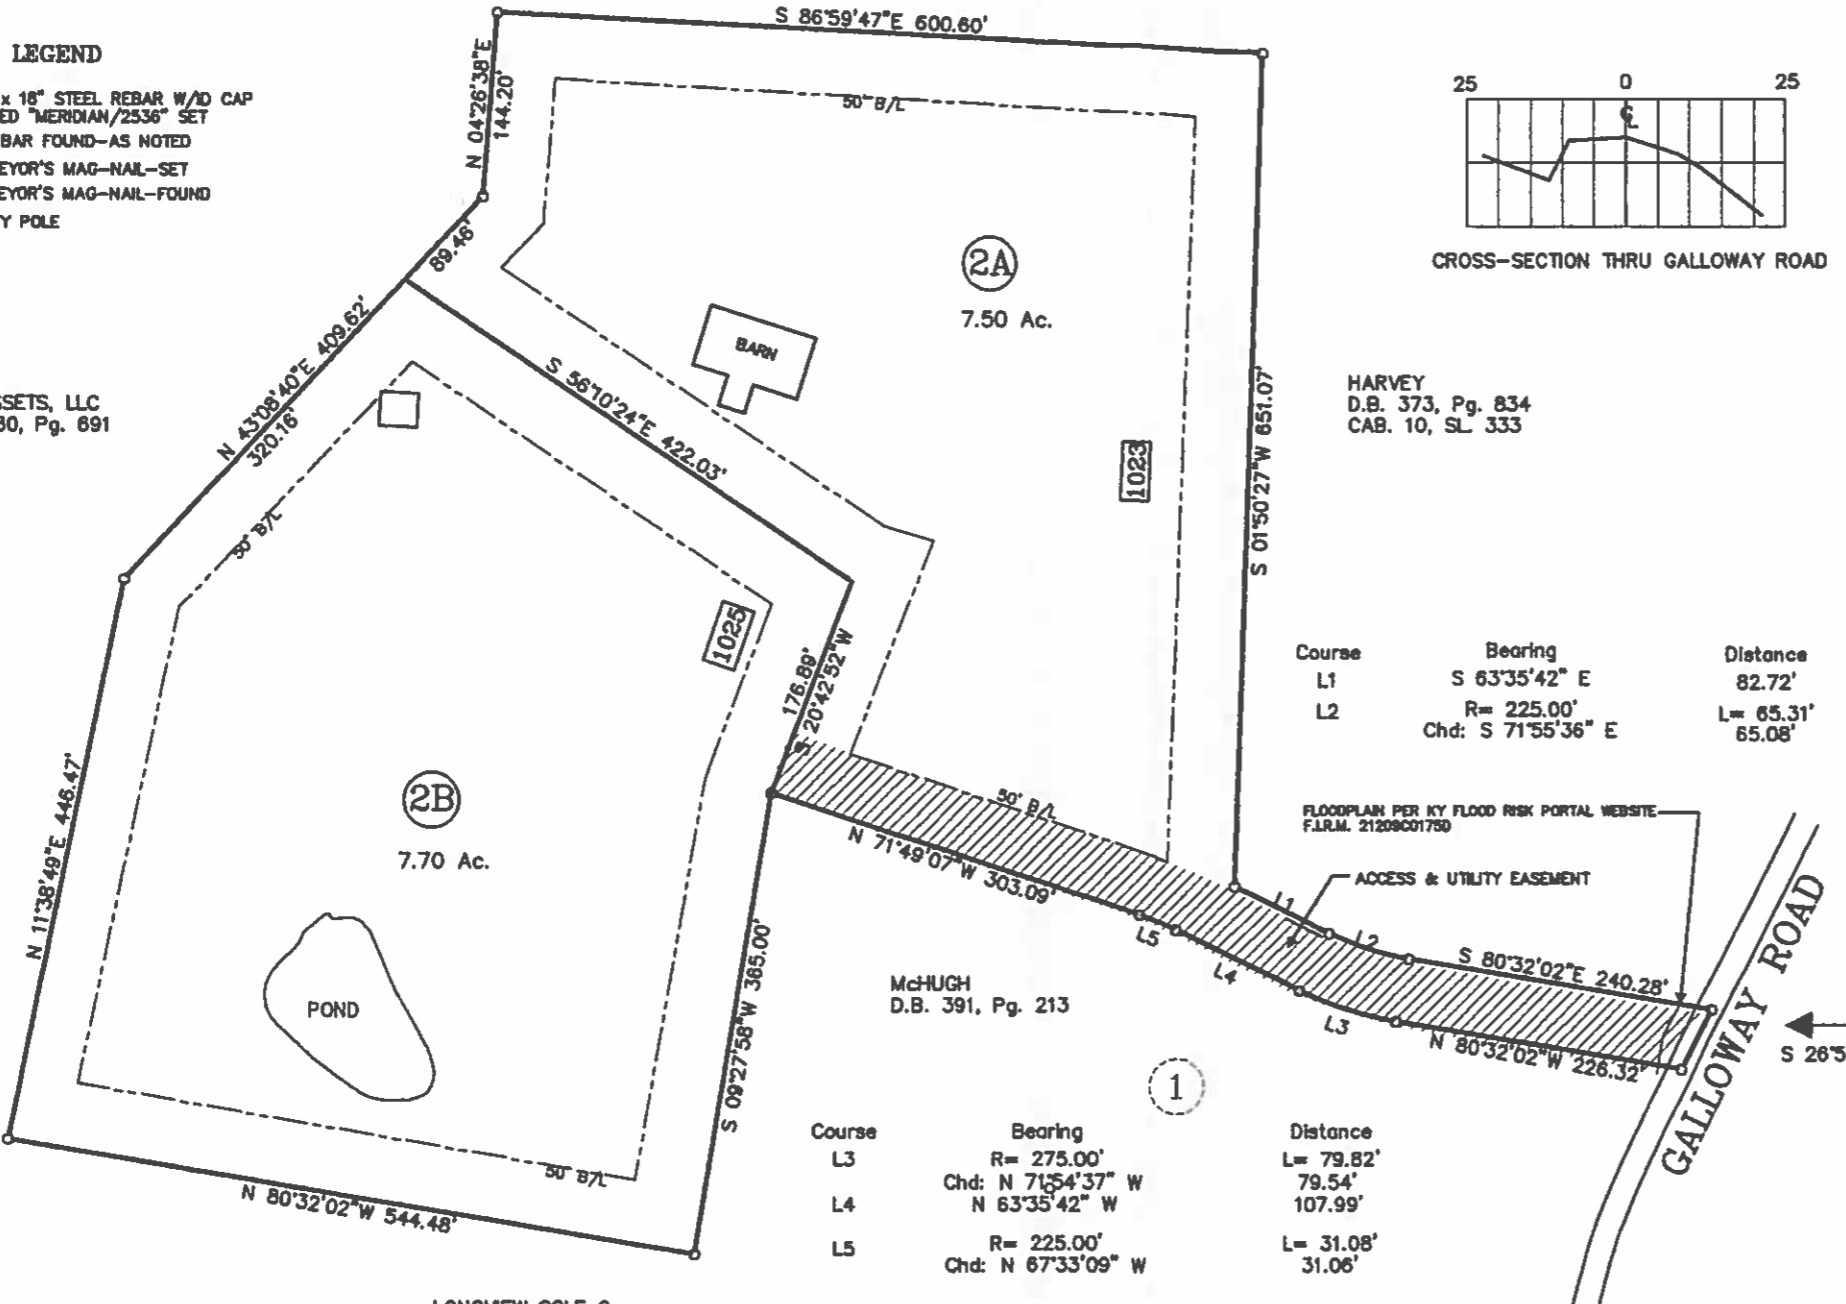 LEGEND
x 18" STEEL REBAR W/ID CAP
ED "MERIDIAN/2536" SET
BAR FOUND-AS NOTED
EYOR'S MAG-NAIL-SET
EYOR'S MAG-NAIL-FOUND
Y POLE
S 86°59'47"E 600.60'
N 04°26'38"E
144.20'
50' B/L
89.46'
2A
7.50 Ac.
BARN
25 0 25
CROSS-SECTION THRU GALLOWAY ROAD
SSETS, LLC
30, Pg. 691
N 43°08'40"E 409.62'
320.16'
S 56°10'24"E 422.03'
1023
S 01°50'27"W 651.07'
HARVEY
D.B. 373, Pg. 834
CAB. 10, SL 333
50' B/L
1025
176.89'
S 20°42'52"W
Course Bearing Distance
L1 S 63°35'42" E 82.72'
L2 R= 225.00' L= 65.31'
Chd: S 71°55'36" E 65.08'
2B
7.70 Ac.
N 11°38'49"E 446.47'
POND
50' B/L
N 71°49'07"W 303.09'
FLOODPLAIN PER KY FLOOD RISK PORTAL WEBSITE
F.I.R.M. 21209C0175D
ACCESS & UTILITY EASEMENT
L1
L2
L5
L4
L3
S 80°32'02"E 240.28'
N 80°32'02"W 226.32'
GALLOWAY ROAD
S 26°5
McHUGH
D.B. 391, Pg. 213
1
S 09°27'58"W 365.00'
50' B/L
N 80°32'02"W 544.48'
Course Bearing Distance
L3 R= 275.00' L= 79.82'
Chd: N 71°54'37" W 79.54'
L4 N 63°35'42" W 107.99'
L5 R= 225.00' L= 31.08'
Chd: N 67°33'09" W 31.06'